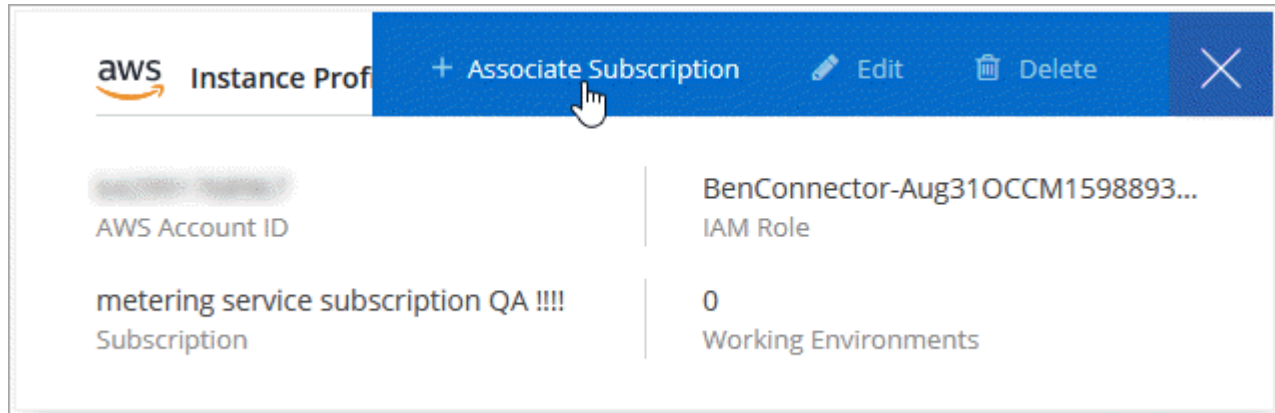 aws Instance Profi + Associate Subscription Edit Delete
BenConnector-Aug31OCCM1598893...
AWS Account ID IAM Role
metering service subscription QA !!!! 0
Subscription Working Environments